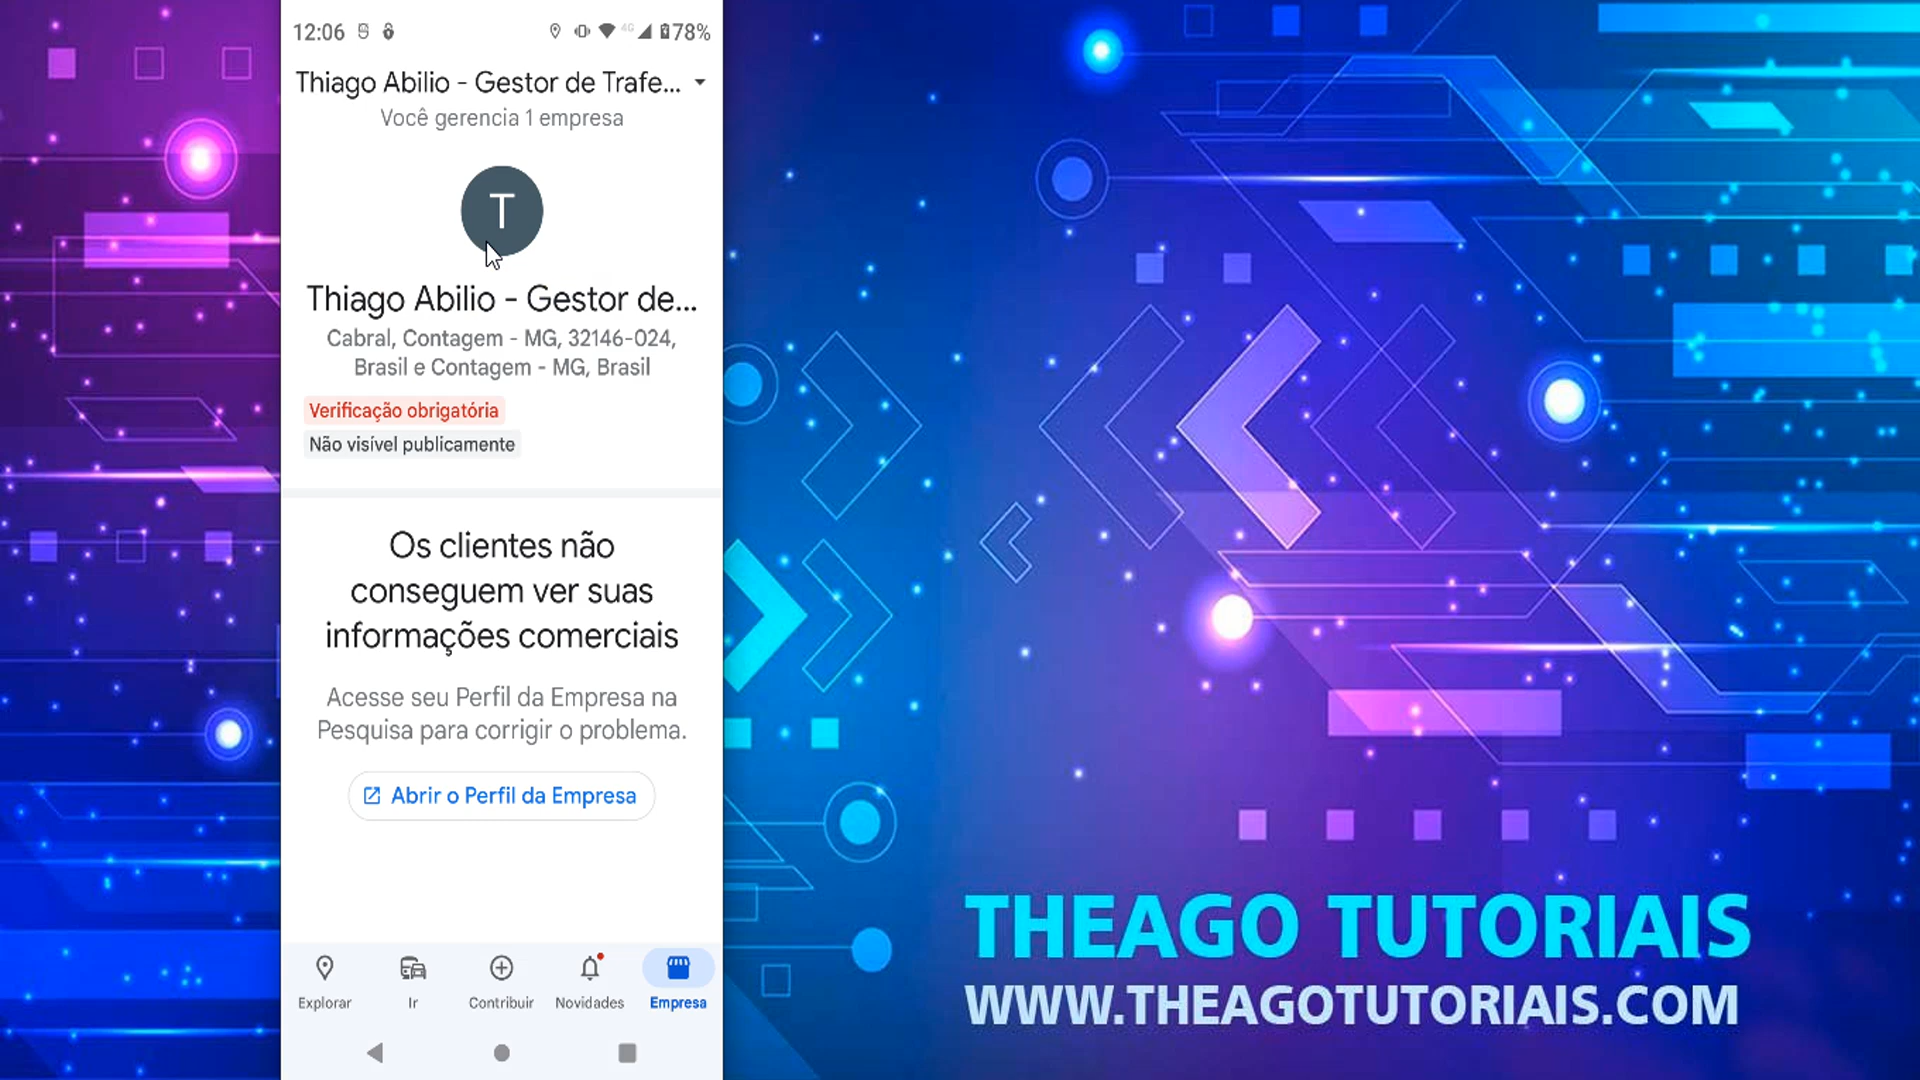 12:06
4G
78%
Thiago Abilio - Gestor de Trafe...
Você gerencia 1 empresa
T
Thiago Abilio - Gestor de...
Cabral, Contagem - MG, 32146-024,
Brasil e Contagem - MG, Brasil
Verificação obrigatória
Não visível publicamente
Os clientes não
conseguem ver suas
informações comerciais
Acesse seu Perfil da Empresa na
Pesquisa para corrigir o problema.
Abrir o Perfil da Empresa
Explorar
Ir
Contribuir
Novidades
Empresa
THEAGO TUTORIAIS
WWW.THEAGOTUTORIAIS.COM